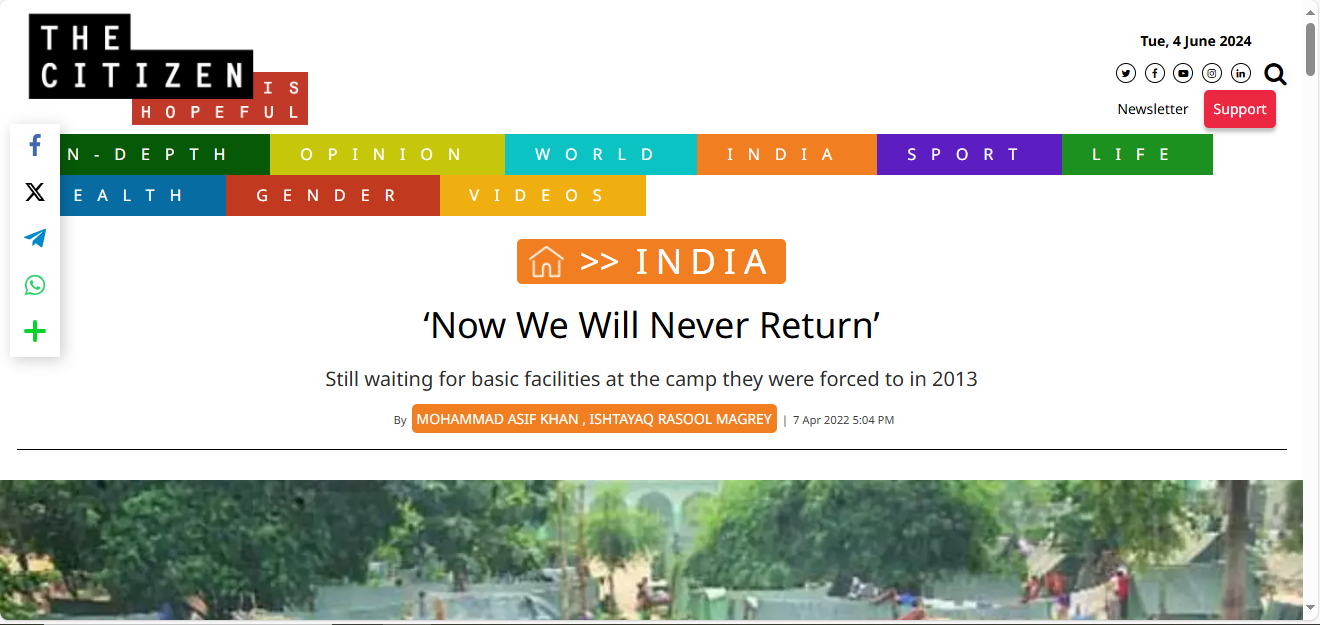 THE
CITIZEN
IS
HOPEFUL
Tue, 4 June 2024
Newsletter Support
N-DEPTH OPINION WORLD INDIA SPORT LIFE
EALTH GENDER VIDEOS
>> INDIA
‘Now We Will Never Return’
Still waiting for basic facilities at the camp they were forced to in 2013
By MOHAMMAD ASIF KHAN , ISHTAYAQ RASOOL MAGREY | 7 Apr 2022 5:04 PM